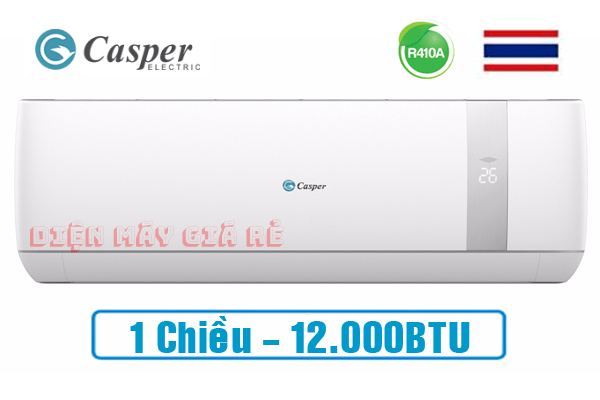 Casper
ELECTRIC
R410A
Casper
26
ĐIỆN MÁY GIÁ RẺ
1 Chiều – 12.000BTU